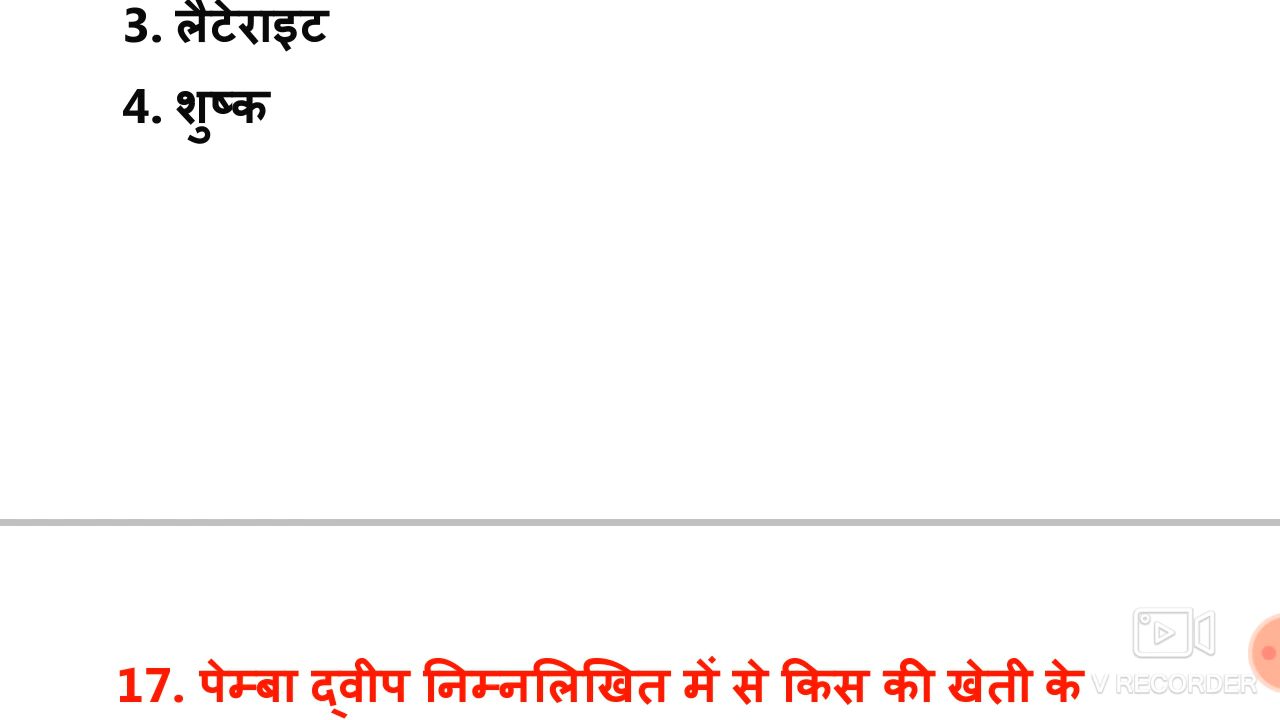 3. लैटेराइट
4. शुष्क
17. पेम्बा द्वीप निम्नलिखित में से किस की खेती के
V RECORDER